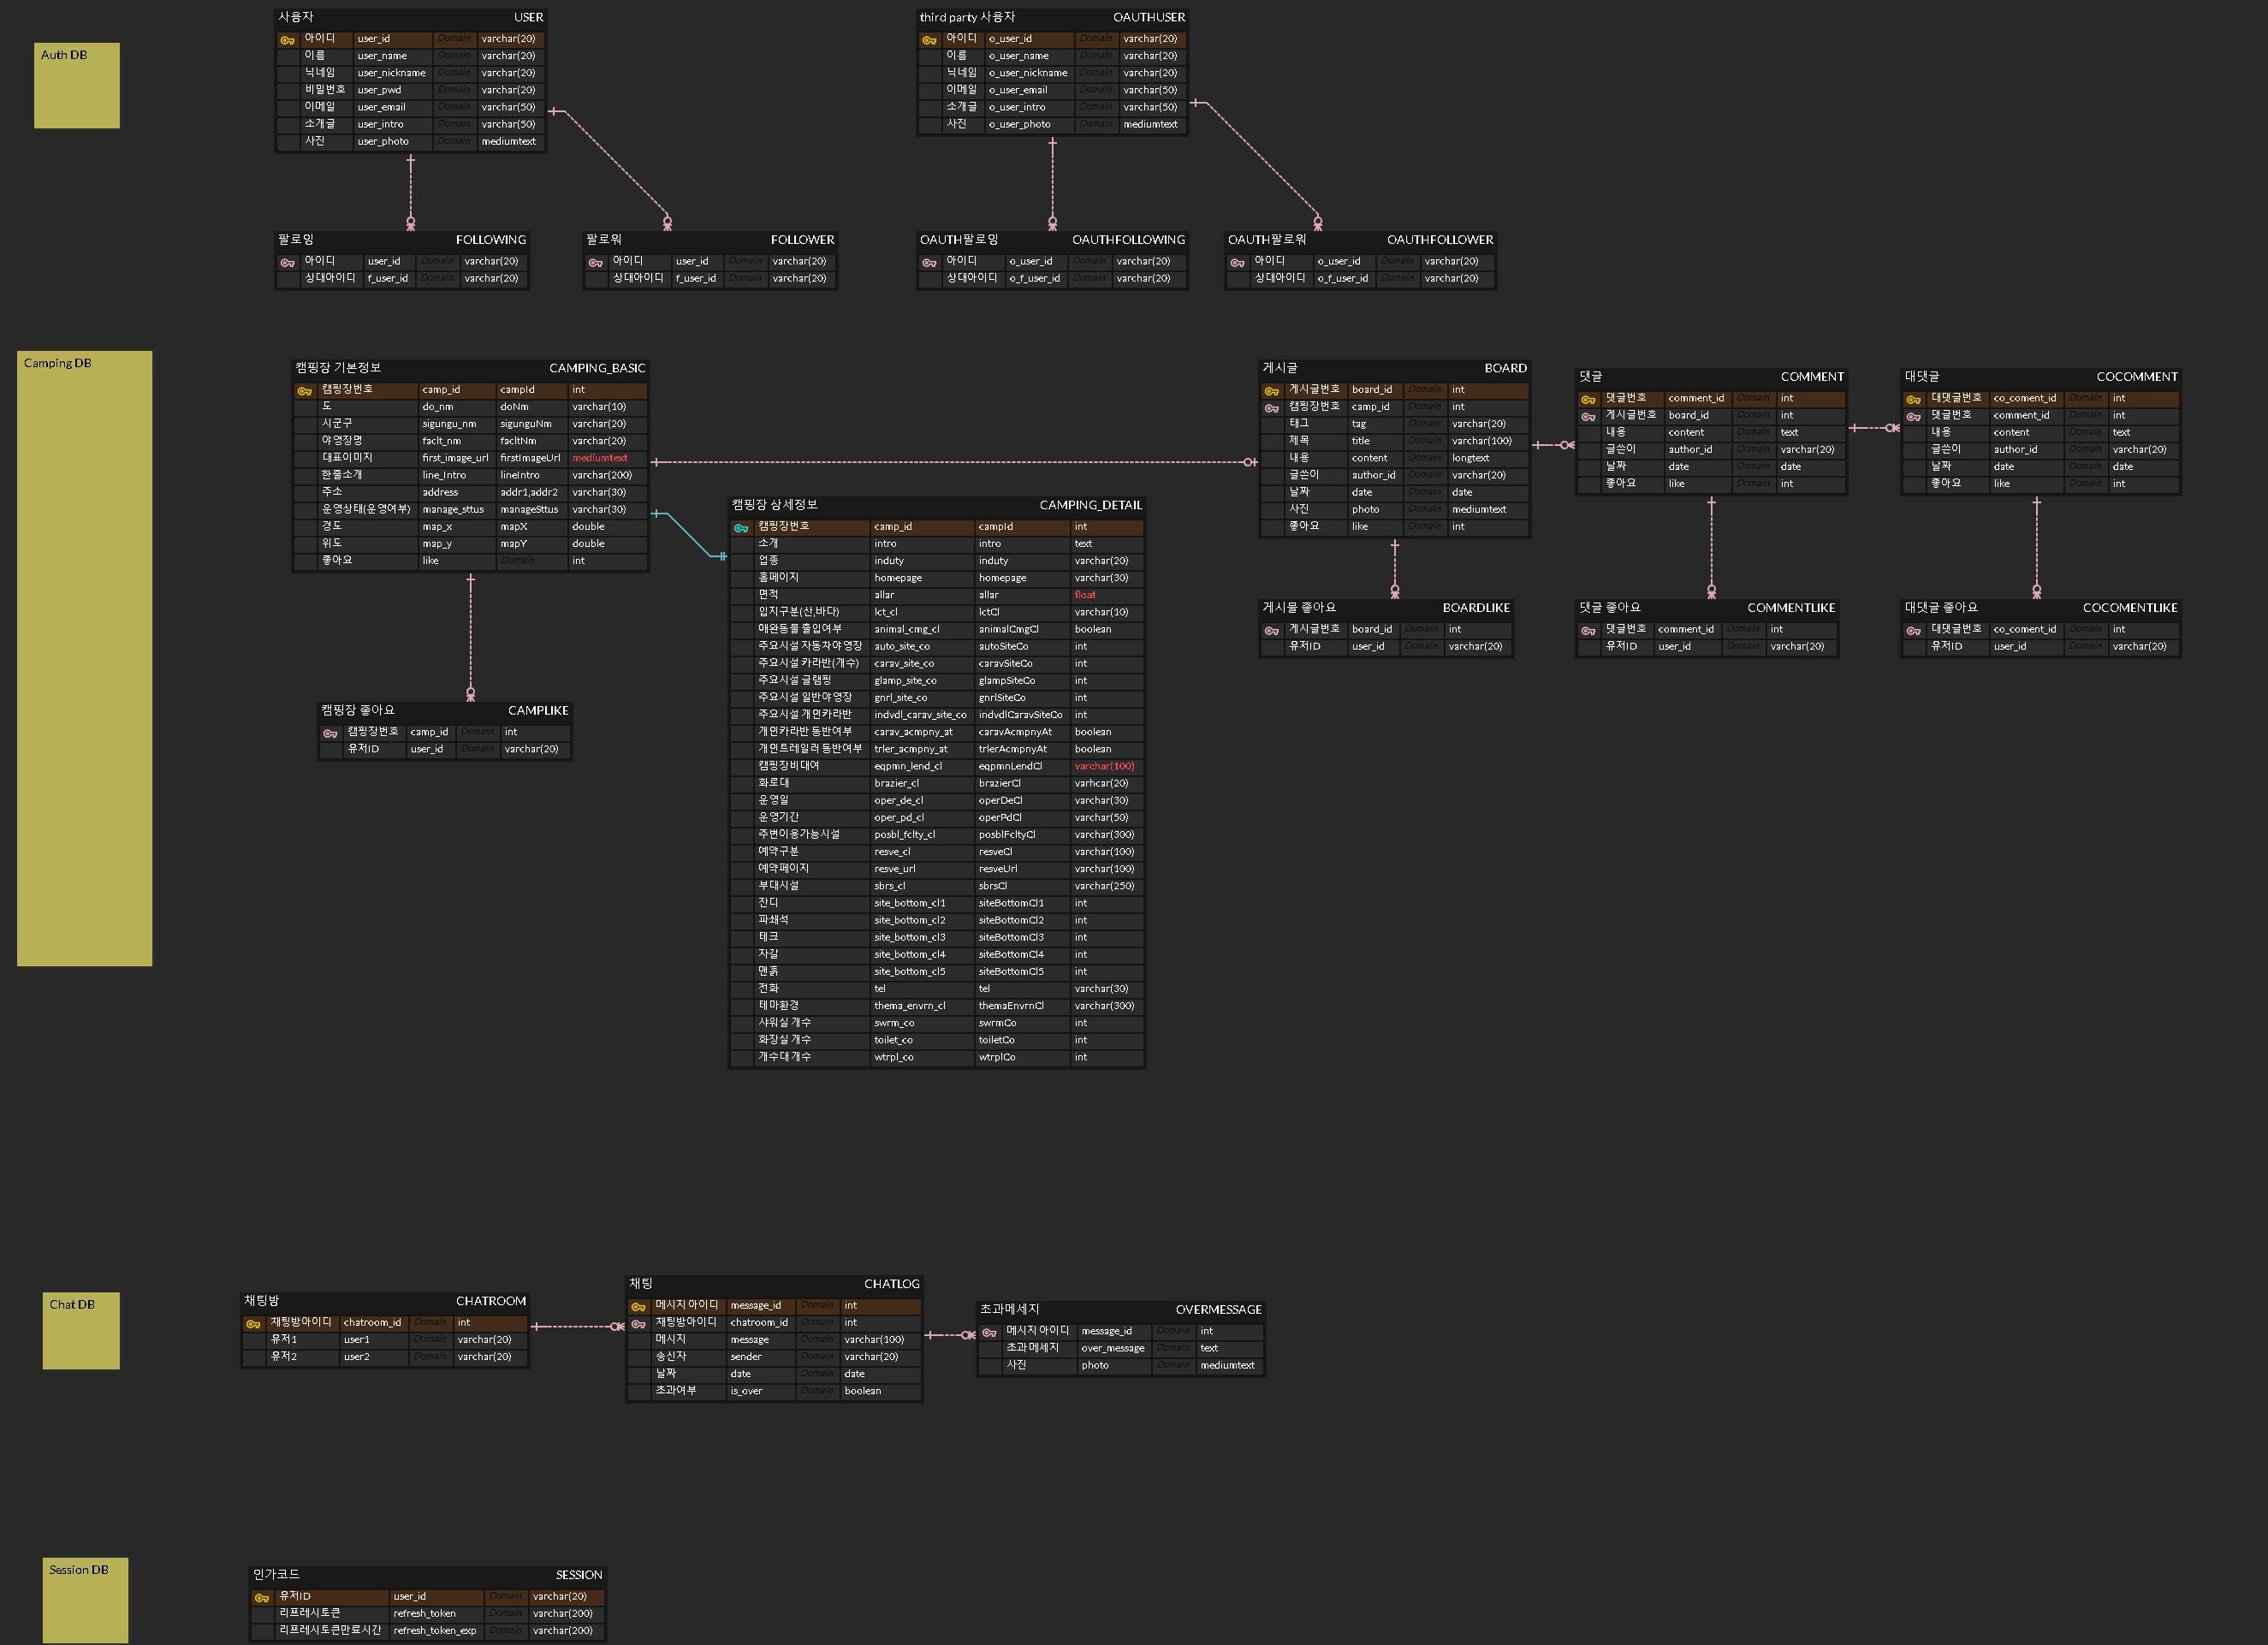 Auth DB
사용자 USER
아이디 user_id Domain varchar(20)
이름 user_name Domain varchar(20)
닉네임 user_nickname Domain varchar(20)
비밀번호 user_pwd Domain varchar(20)
이메일 user_email Domain varchar(50)
소개글 user_intro Domain varchar(50)
사진 user_photo Domain mediumtext
third party 사용자 OAUTHUSER
아이디 o_user_id Domain varchar(20)
이름 o_user_name Domain varchar(20)
닉네임 o_user_nickname Domain varchar(20)
이메일 o_user_email Domain varchar(50)
소개글 o_user_intro Domain varchar(50)
사진 o_user_photo Domain mediumtext
팔로잉 FOLLOWING
아이디 user_id Domain varchar(20)
상대아이디 f_user_id Domain varchar(20)
팔로워 FOLLOWER
아이디 user_id Domain varchar(20)
상대아이디 f_user_id Domain varchar(20)
OAUTH팔로잉 OAUTHFOLLOWING
아이디 o_user_id Domain varchar(20)
상대아이디 o_f_user_id Domain varchar(20)
OAUTH팔로워 OAUTHFOLLOWER
아이디 o_user_id Domain varchar(20)
상대아이디 o_f_user_id Domain varchar(20)
Camping DB
캠핑장 기본정보 CAMPING_BASIC
캠핑장번호 camp_id campId int
도 do_nm doNm varchar(10)
시군구 sigungu_nm sigunguNm varchar(20)
야영장명 faclt_nm facltNm varchar(20)
대표이미지 first_image_url firstImageUrl mediumtext
한줄소개 line_Intro lineIntro varchar(200)
주소 address addr1,addr2 varchar(30)
운영상태(운영여부) manage_sttus manageSttus varchar(30)
경도 map_x mapX double
위도 map_y mapY double
좋아요 like Domain int
캠핑장 상세정보 CAMPING_DETAIL
캠핑장번호 camp_id campId int
소개 intro intro text
업종 induty induty varchar(20)
홈페이지 homepage homepage varchar(30)
면적 allar allar float
입지구분(산,바다) lct_cl lctCl varchar(10)
애완동물 출입여부 animal_cmg_cl animalCmgCl boolean
주요시설 자동차야영장 auto_site_co autoSiteCo int
주요시설 카라반(개수) carav_site_co caravSiteCo int
주요시설 글램핑 glamp_site_co glampSiteCo int
주요시설 일반야영장 gnrl_site_co gnrlSiteCo int
주요시설 개인카라반 indvdl_carav_site_co indvdlCaravSiteCo int
개인카라반 동반여부 carav_acmpny_at caravAcmpnyAt boolean
개인트레일러 동반여부 trler_acmpny_at trlerAcmpnyAt boolean
캠핑장비대여 eqpmn_lend_cl eqpmnLendCl varchar(100)
화로대 brazier_cl brazierCl varhcar(20)
운영일 oper_de_cl operDeCl varchar(30)
운영기간 oper_pd_cl operPdCl varchar(50)
주변이용가능시설 posbl_fclty_cl posblFcltyCl varchar(300)
예약구분 resve_cl resveCl varchar(100)
예약페이지 resve_url resveUrl varchar(100)
부대시설 sbrs_cl sbrsCl varchar(250)
잔디 site_bottom_cl1 siteBottomCl1 int
파쇄석 site_bottom_cl2 siteBottomCl2 int
테크 site_bottom_cl3 siteBottomCl3 int
자갈 site_bottom_cl4 siteBottomCl4 int
맨흙 site_bottom_cl5 siteBottomCl5 int
전화 tel tel varchar(30)
테마환경 thema_envrn_cl themaEnvrnCl varchar(300)
샤워실 개수 swrm_co swrmCo int
화장실 개수 toilet_co toiletCo int
개수대 개수 wtrpl_co wtrplCo int
게시글 BOARD
게시글번호 board_id Domain int
캠핑장번호 camp_id Domain int
태그 tag Domain varchar(20)
제목 title Domain varchar(100)
내용 content Domain longtext
글쓴이 author_id Domain varchar(20)
날짜 date Domain date
사진 photo Domain mediumtext
좋아요 like Domain int
댓글 COMMENT
댓글번호 comment_id Domain int
게시글번호 board_id Domain int
내용 content Domain text
글쓴이 author_id Domain varchar(20)
날짜 date Domain date
좋아요 like Domain int
대댓글 COCOMMENT
대댓글번호 co_coment_id Domain int
댓글번호 comment_id Domain int
내용 content Domain text
글쓴이 author_id Domain varchar(20)
날짜 date Domain date
좋아요 like Domain int
게시물 좋아요 BOARDLIKE
게시글번호 board_id Domain int
유저ID user_id Domain varchar(20)
댓글 좋아요 COMMENTLIKE
댓글번호 comment_id Domain int
유저ID user_id Domain varchar(20)
대댓글 좋아요 COCOMENTLIKE
대댓글번호 co_coment_id Domain int
유저ID user_id Domain varchar(20)
캠핑장 좋아요 CAMPLIKE
캠핑장번호 camp_id Domain int
유저ID user_id Domain varchar(20)
Chat DB
채팅방 CHATROOM
채팅방아이디 chatroom_id Domain int
유저1 user1 Domain varchar(20)
유저2 user2 Domain varchar(20)
채팅 CHATLOG
메시지 아이디 message_id Domain int
채팅방아이디 chatroom_id Domain int
메시지 message Domain varchar(100)
송신자 sender Domain varchar(20)
날짜 date Domain date
초과여부 is_over Domain boolean
초과메세지 OVERMESSAGE
메시지 아이디 message_id Domain int
초과메세지 over_message Domain text
사진 photo Domain mediumtext
Session DB
인가코드 SESSION
유저ID user_id Domain varchar(20)
리프레시토큰 refresh_token Domain varchar(200)
리프레시토큰만료시간 refresh_token_exp Domain varchar(200)